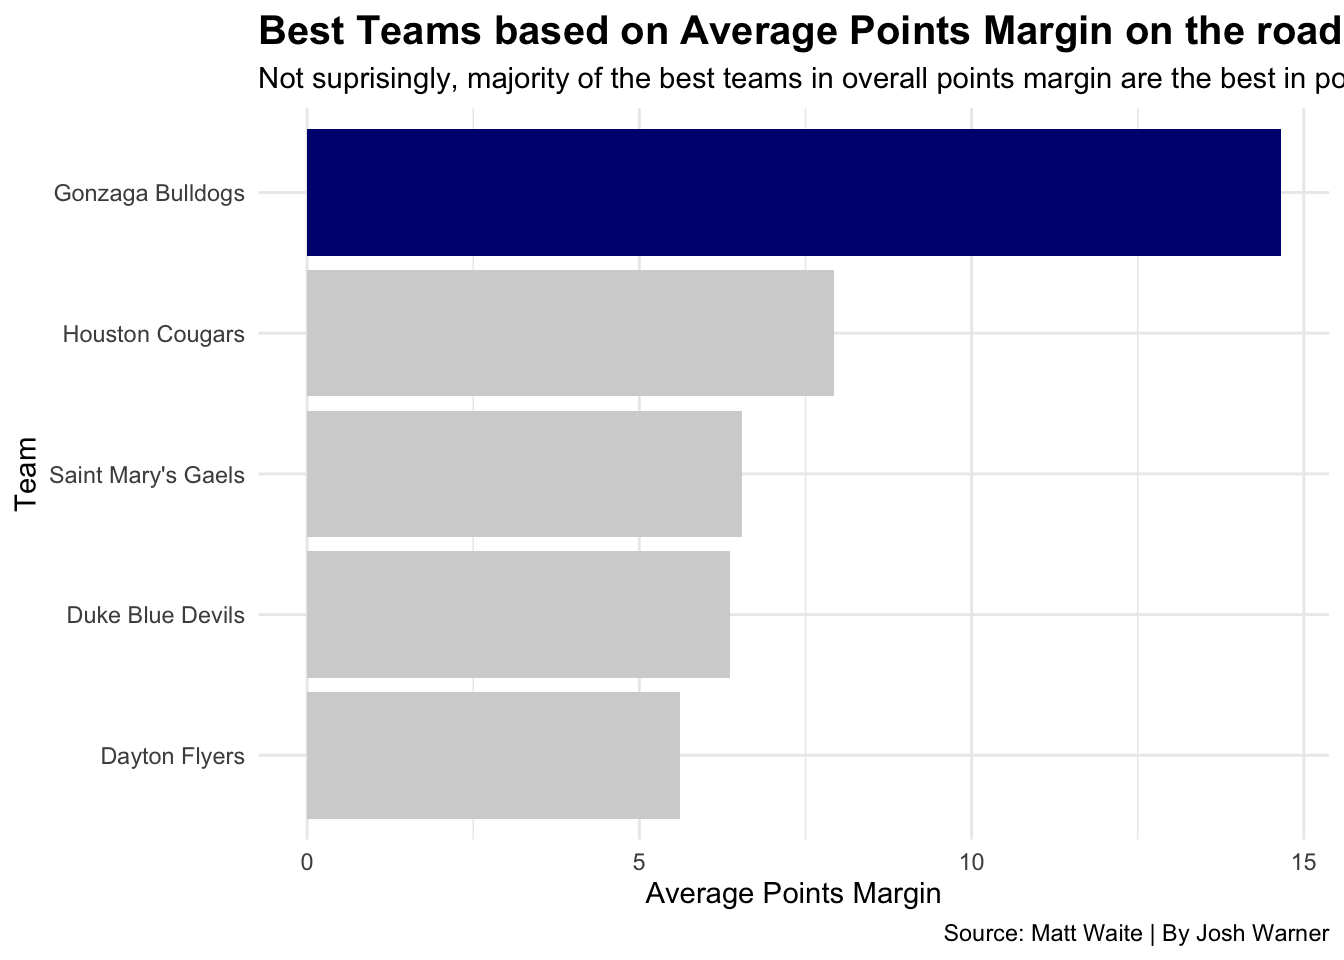 Best Teams based on Average Points Margin on the road
Not suprisingly, majority of the best teams in overall points margin are the best in
Gonzaga Bulldogs
Houston Cougars
Saint Mary's Gaels
Duke Blue Devils
Dayton Flyers
Team
0 5 10 15
Average Points Margin
Source: Matt Waite | By Josh Warner